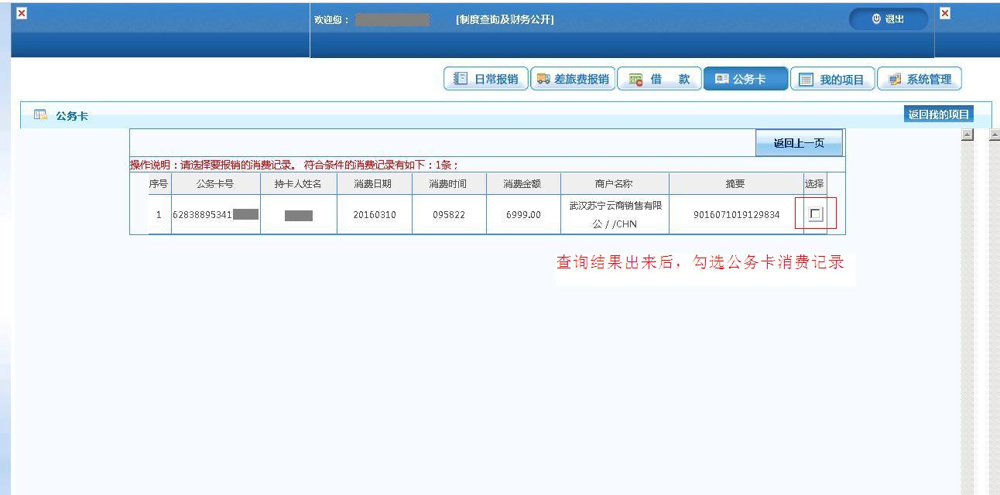 欢迎您： [制度查询及财务公开] 退出
日常报销 差旅费报销 借 款 公务卡 我的项目 系统管理
公务卡 返回我的项目
返回上一页
操作说明：请选择要报销的消费记录。 符合条件的消费记录有如下：1条；
序号 公务卡号 持卡人姓名 消费日期 消费时间 消费金额 商户名称 摘要 选择
1 62838895341 20160310 095822 6999.00 武汉苏宁云商销售有限 9016071019129834
公 / /CHN
查询结果出来后，勾选公务卡消费记录